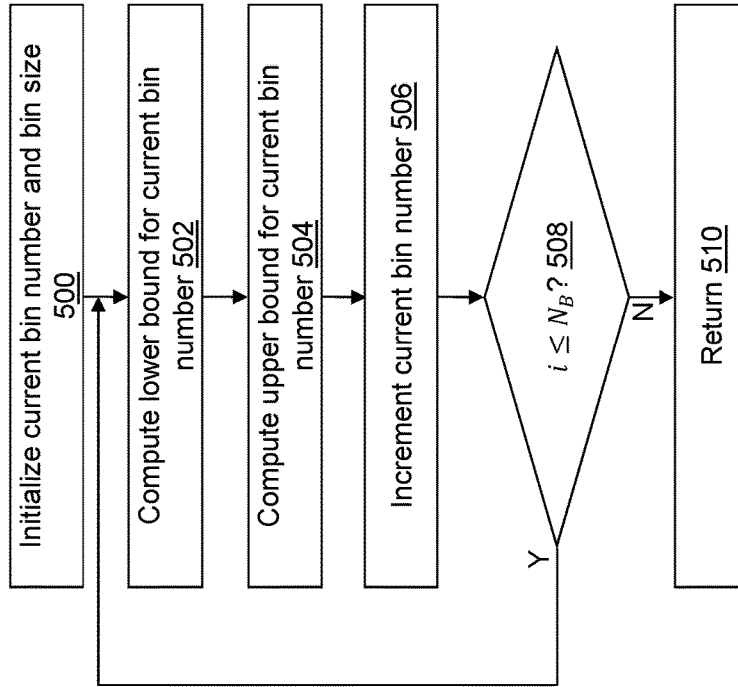 Initialize current bin number and bin size
500
Compute lower bound for current bin
number 502
Compute upper bound for current bin
number 504
Increment current bin number 506
i ≤ N_B? 508
Y
N
Return 510